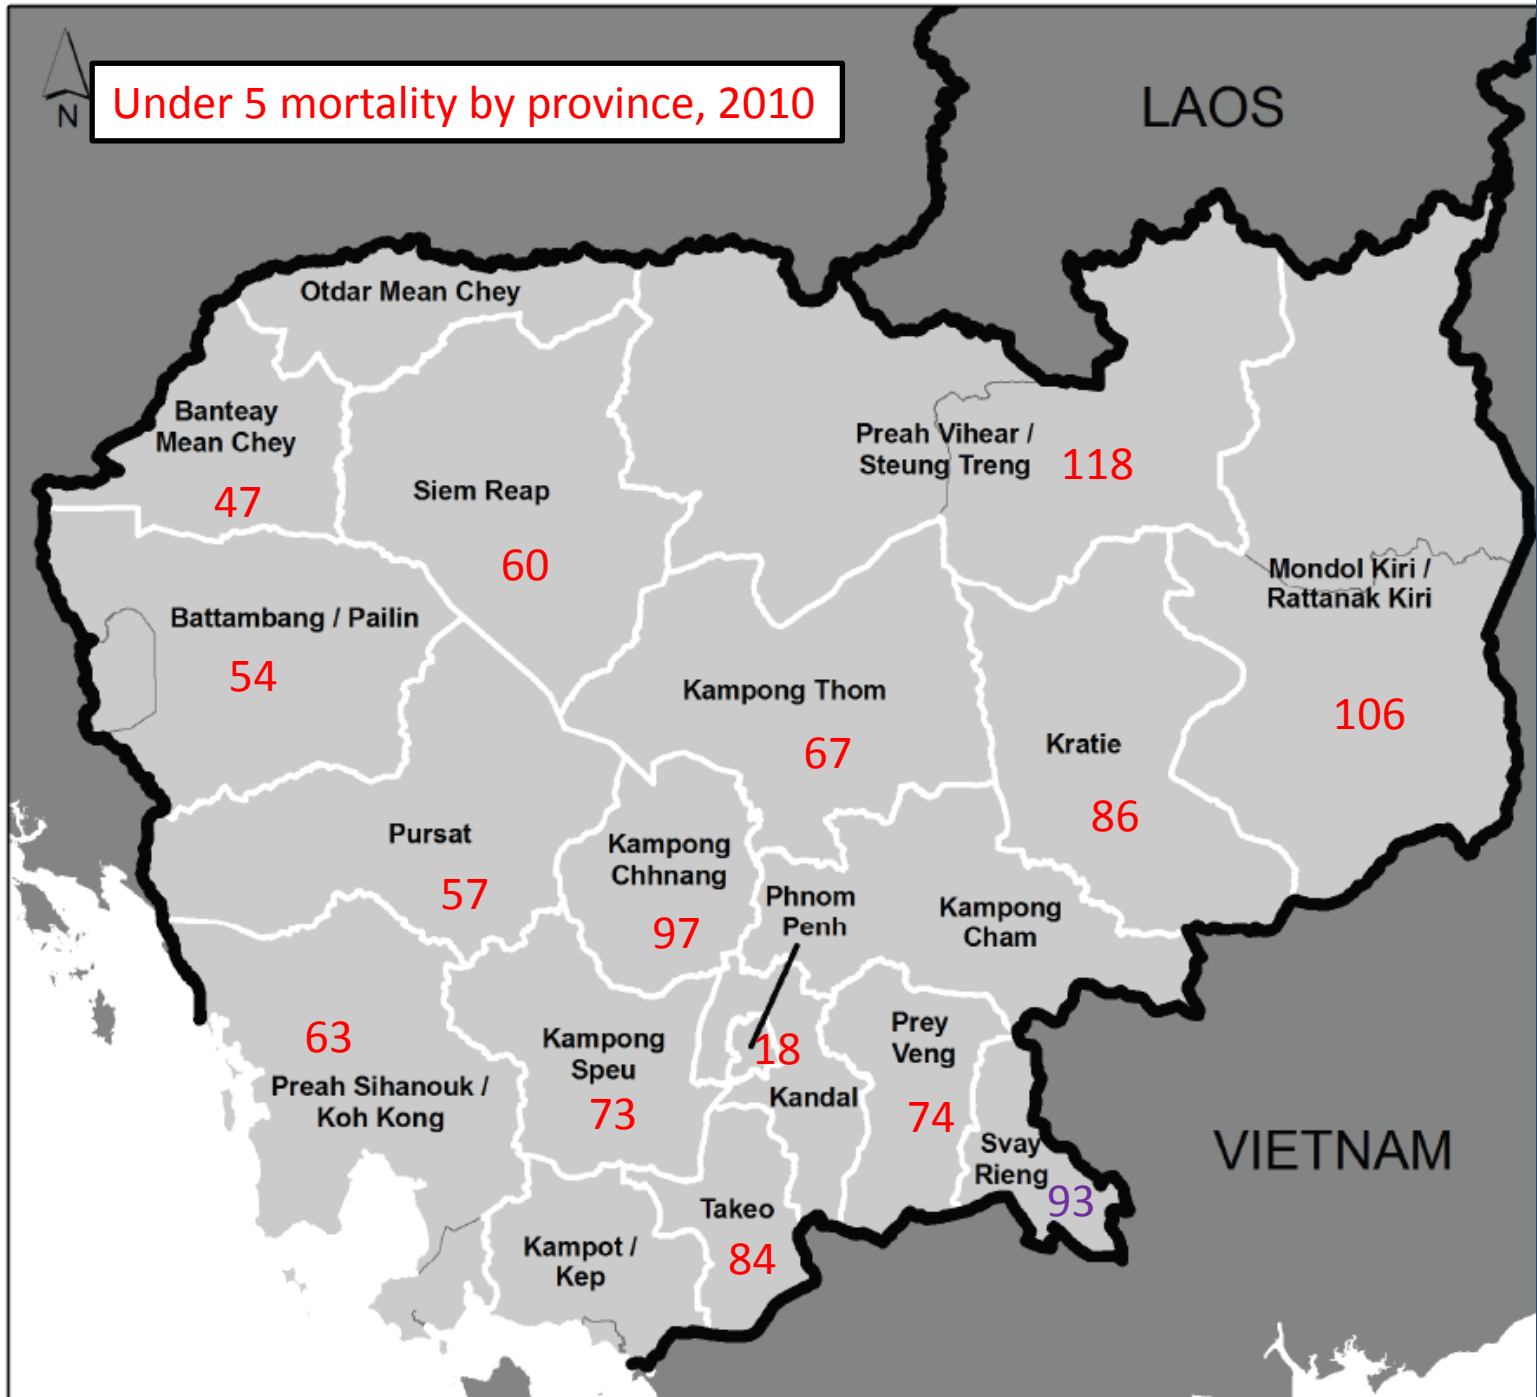 N
Under 5 mortality by province, 2010
LAOS
Otdar Mean Chey
Banteay
Mean Chey
47
Siem Reap
60
Preah Vihear /
Steung Treng
118
Battambang / Pailin
54
Mondol Kiri /
Rattanak Kiri
106
Kampong Thom
67
Kratie
86
Pursat
57
Kampong
Chhnang
97
Phnom
Penh
18
Kampong
Cham
63
Preah Sihanouk /
Koh Kong
Kampong
Speu
73
Kandal
Prey
Veng
74
Svay
Rieng
93
VIETNAM
Takeo
84
Kampot /
Kep